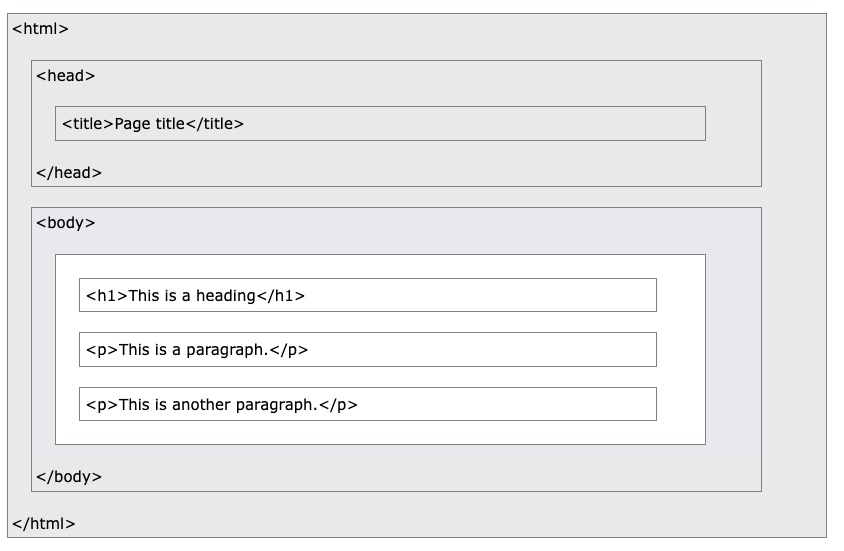 <html>
<head>
<title>Page title</title>
</head>
<body>
<h1>This is a heading</h1>
<p>This is a paragraph.</p>
<p>This is another paragraph.</p>
</body>
</html>